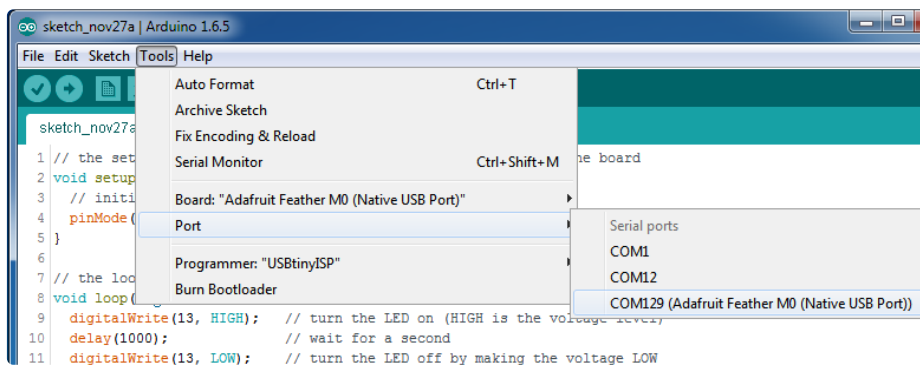 sketch_nov27a | Arduino 1.6.5
File Edit Sketch Tools Help
Auto Format Ctrl+T
Archive Sketch
sketch_nov27a
Fix Encoding & Reload
1 // the set
Serial Monitor Ctrl+Shift+M
he board
2 void setup
3 // initi
Board: "Adafruit Feather M0 (Native USB Port)"
4 pinMode(
Port
Serial ports
5 }
COM1
6
Programmer: "USBtinyISP"
7 // the loo
COM12
Burn Bootloader
8 void loop(
COM129 (Adafruit Feather M0 (Native USB Port))
9 digitalWrite(13, HIGH); // turn the LED on (HIGH is the voltage level)
10 delay(1000); // wait for a second
11 digitalWrite(13, LOW); // turn the LED off by making the voltage LOW